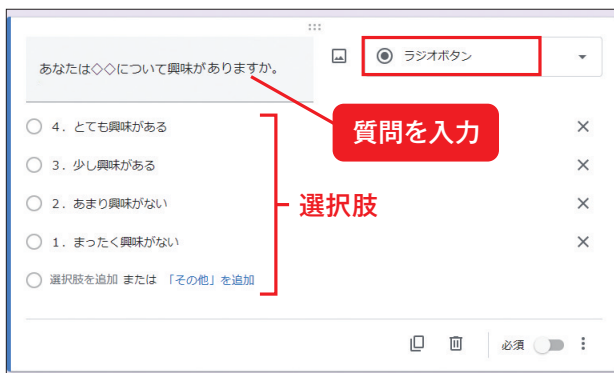 あなたは◇◇について興味がありますか。
ラジオボタン
質問を入力
4．とても興味がある
3．少し興味がある
2．あまり興味がない
1．まったく興味がない
選択肢
選択肢を追加 または 「その他」を追加
必須